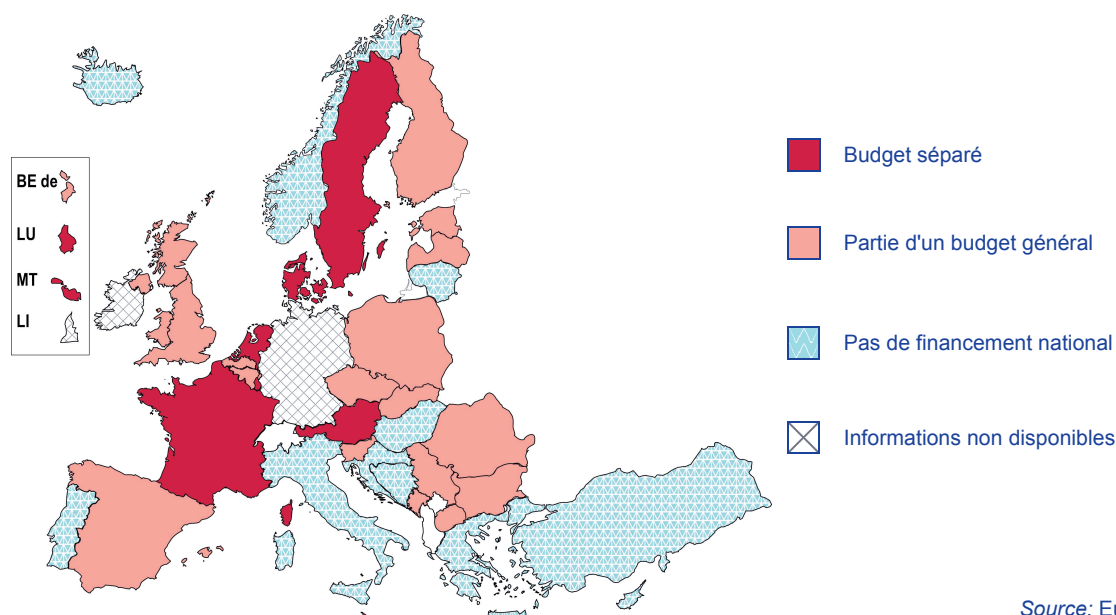 BE de
LU
MT
LI
Budget séparé
Partie d'un budget général
Pas de financement national
Informations non disponibles
Source: Eu